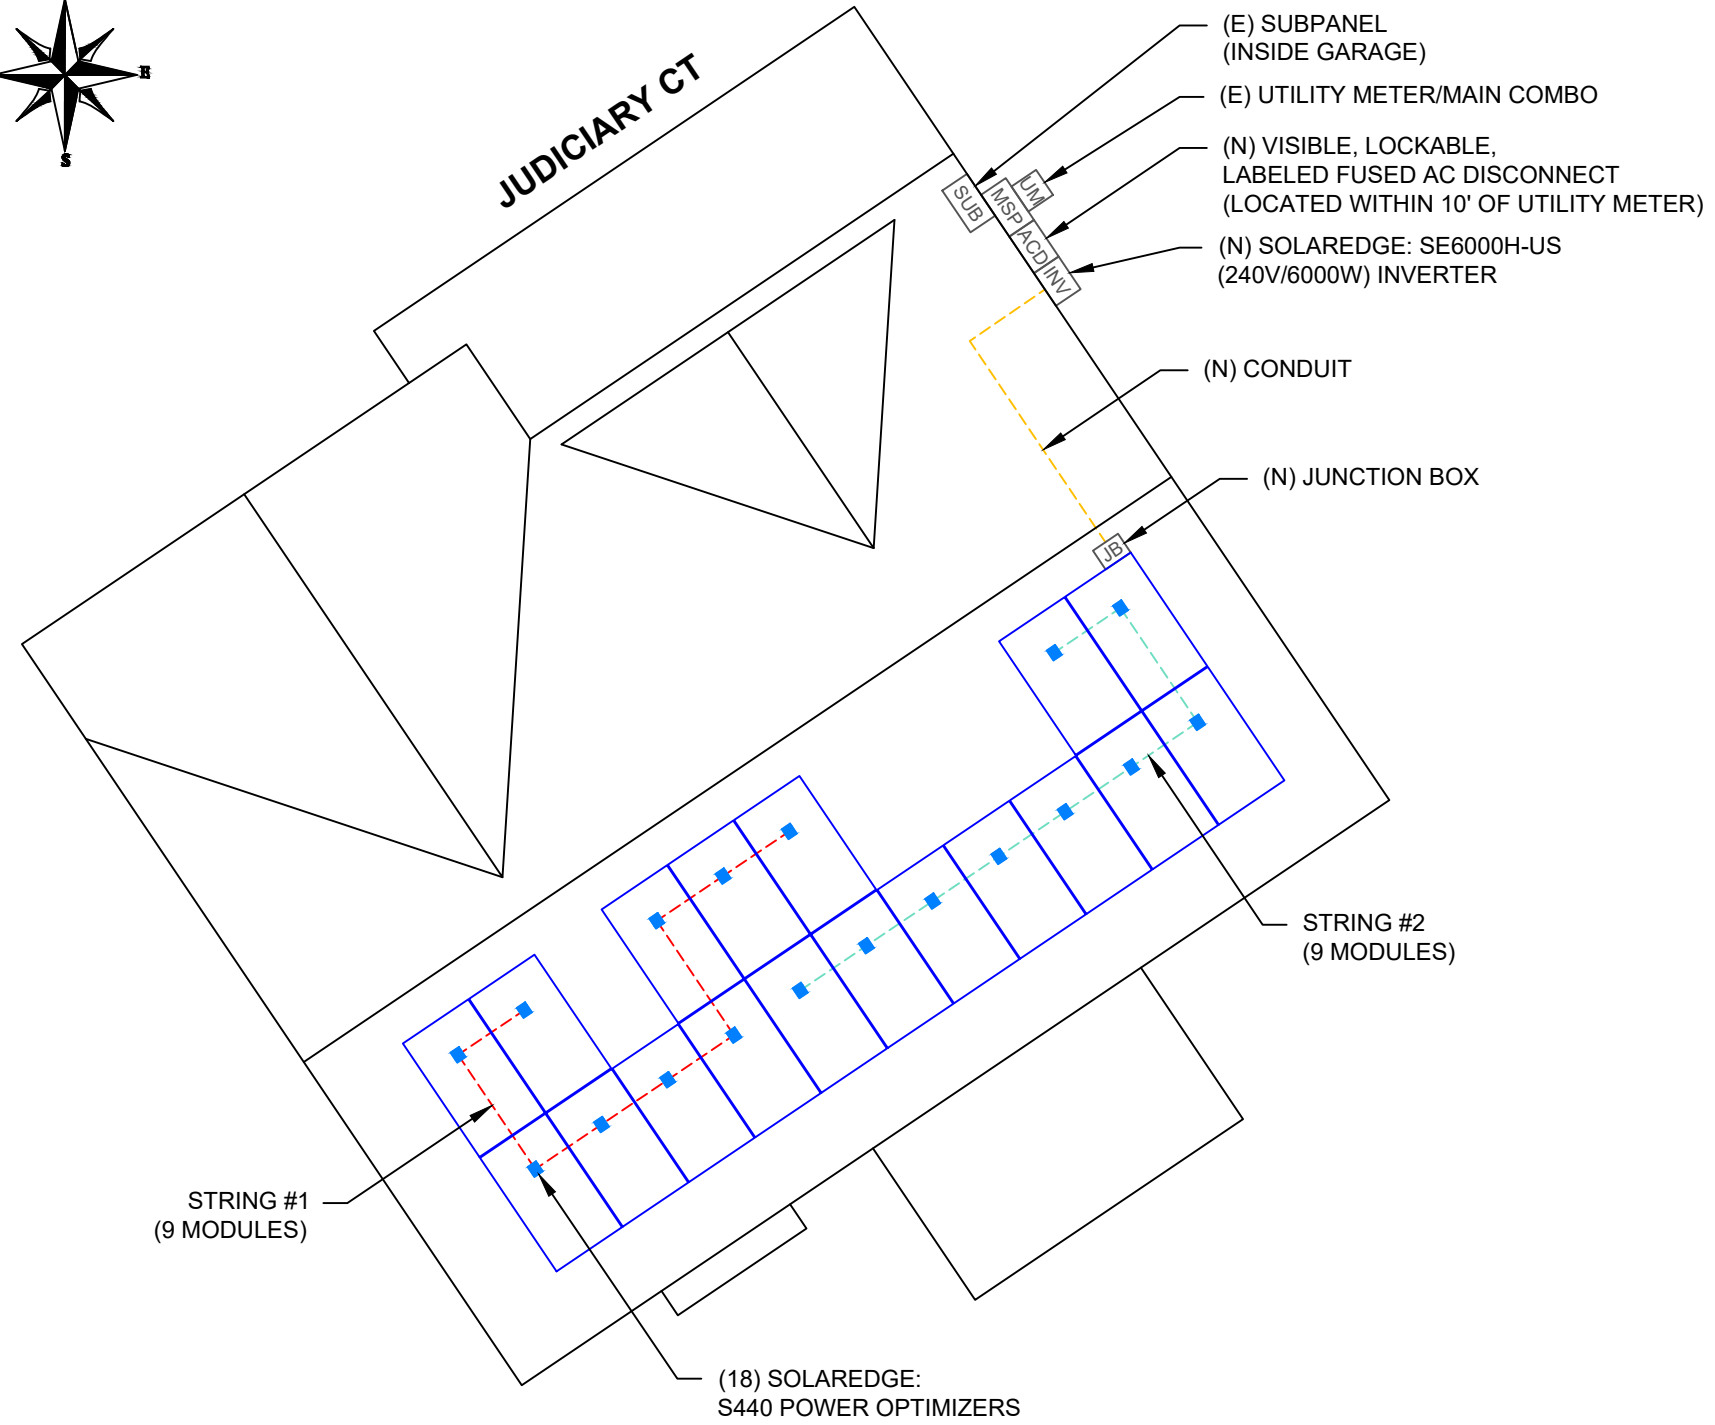 E
S
JUDICIARY CT
(E) SUBPANEL
(INSIDE GARAGE)
(E) UTILITY METER/MAIN COMBO
(N) VISIBLE, LOCKABLE,
LABELED FUSED AC DISCONNECT
(LOCATED WITHIN 10' OF UTILITY METER)
(N) SOLAREDGE: SE6000H-US
(240V/6000W) INVERTER
SUB
MSP
UM
ACD
INV
(N) CONDUIT
(N) JUNCTION BOX
JB
STRING #2
(9 MODULES)
STRING #1
(9 MODULES)
(18) SOLAREDGE:
S440 POWER OPTIMIZERS